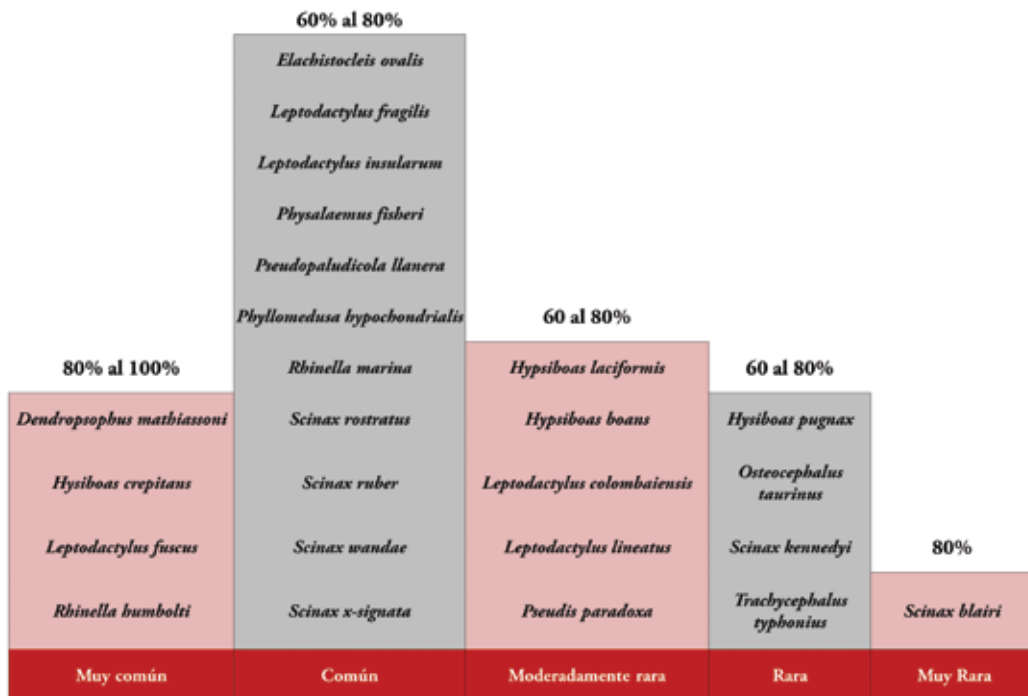 80% al 100%
Dendropsophus mathiassoni
Hysiboas crepitans
Leptodactylus fuscus
Rhinella humbolti
Muy común
60% al 80%
Elachistocleis ovalis
Leptodactylus fragilis
Leptodactylus insularum
Physalaemus fisheri
Pseudopaludicola llanera
Phyllomedusa hypochondrialis
Rhinella marina
Scinax rostratus
Scinax ruber
Scinax wandae
Scinax x-signata
Común
60 al 80%
Hypsiboas laciformis
Hypsiboas boans
Leptodactylus colombaiensis
Leptodactylus lineatus
Pseudis paradoxa
Moderadamente rara
60 al 80%
Hysiboas pugnax
Osteocephalus
taurinus
Scinax kennedyi
Trachycephalus
typhonius
Rara
80%
Scinax blairi
Muy Rara